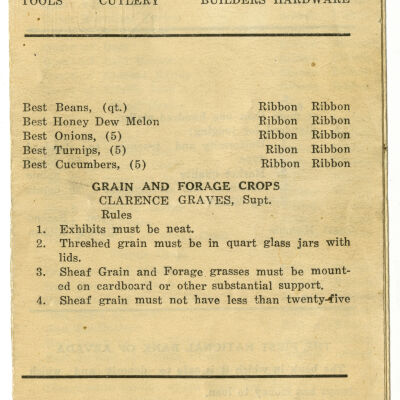 TOOLS CUTLERY BUILDERS HARDWARE
Best Beans, (qt.) Ribbon Ribbon
Best Honey Dew Melon Ribbon Ribbon
Best Onions, (5) Ribbon Ribbon
Best Turnips, (5) Ribon Ribbon
Best Cucumbers, (5) Ribbon Ribbon
GRAIN AND FORAGE CROPS
CLARENCE GRAVES, Supt.
Rules
1. Exhibits must be neat.
2. Threshed grain must be in quart glass jars with
lids.
3. Sheaf Grain and Forage grasses must be mount-
ed on cardboard or other substantial support.
4. Sheaf grain must not have less than twenty-five